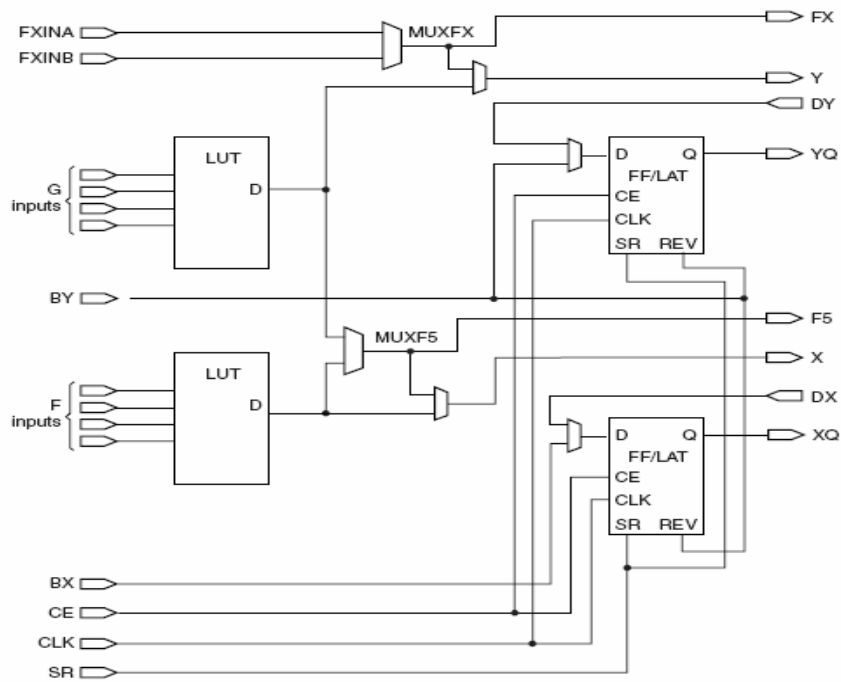 FXINA
FXINB
MUXFX
FX
Y
DY
LUT
D
G
inputs
D Q
FF/LAT
CE
CLK
SR REV
YQ
BY
MUXF5
F5
X
LUT
D
F
inputs
DX
D Q
FF/LAT
CE
CLK
SR REV
XQ
BX
CE
CLK
SR